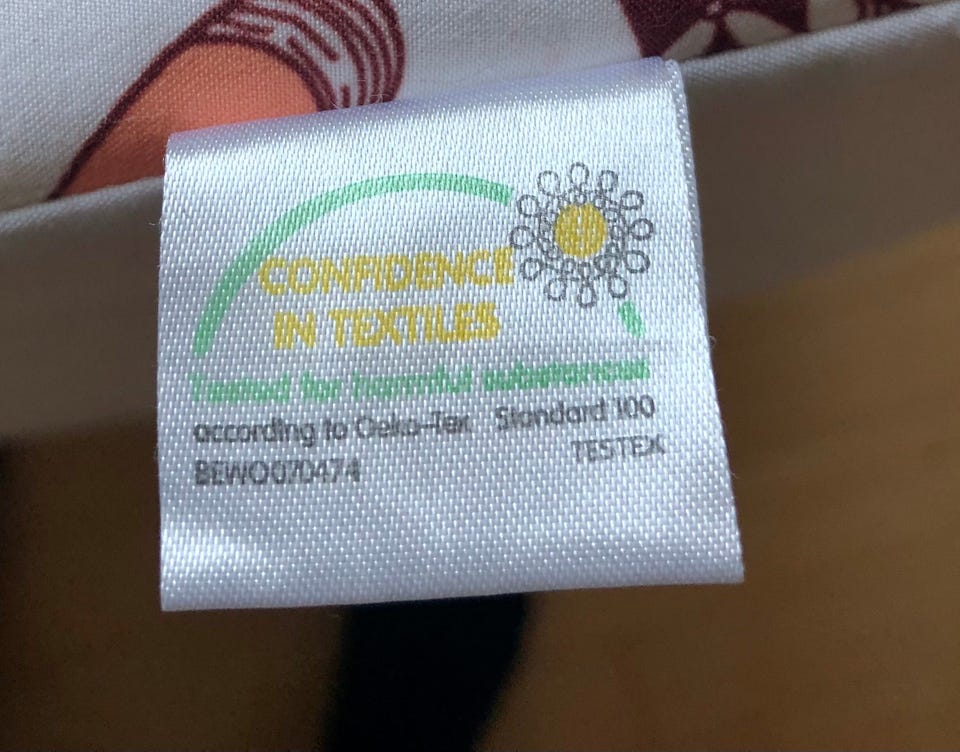 CONFIDENCE
IN TEXTILES
Tested for harmful substances
according to Oeko-Tex Standard 100
TESTEX
BEWO070474